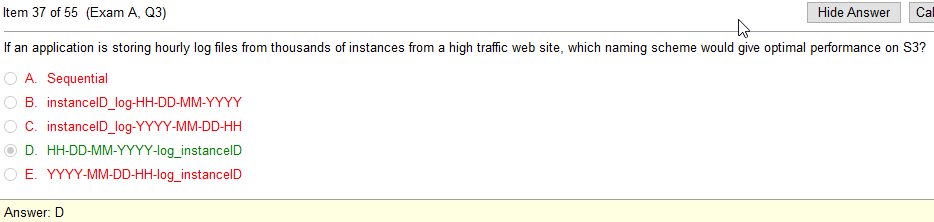 Item 37 of 55 (Exam A, Q3)
Hide Answer
Cal
If an application is storing hourly log files from thousands of instances from a high traffic web site, which naming scheme would give optimal performance on S3?
A. Sequential
B. instanceID_log-HH-DD-MM-YYYY
C. instanceID_log-YYYY-MM-DD-HH
D. HH-DD-MM-YYYY-log_instanceID
E. YYYY-MM-DD-HH-log_instanceID
Answer: D